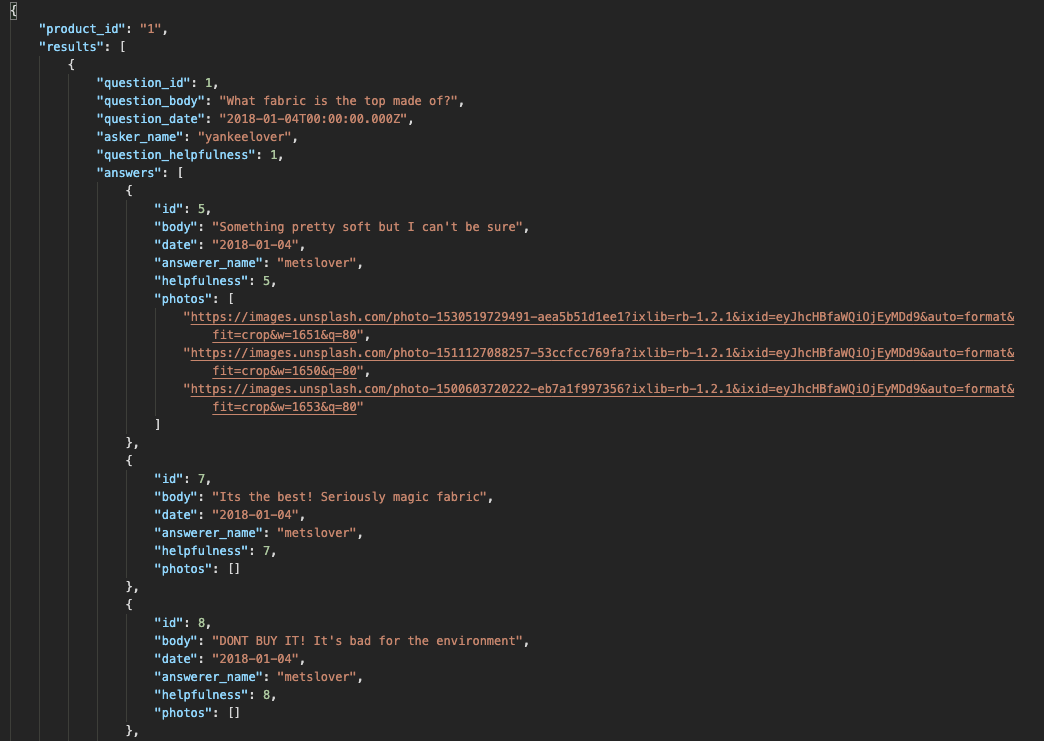 {
"product_id": "1",
"results": [
{
"question_id": 1,
"question_body": "What fabric is the top made of?",
"question_date": "2018-01-04T00:00:00.000Z",
"asker_name": "yankeelover",
"question_helpfulness": 1,
"answers": [
{
"id": 5,
"body": "Something pretty soft but I can't be sure",
"date": "2018-01-04",
"answerer_name": "metslover",
"helpfulness": 5,
"photos": [
"https://images.unsplash.com/photo-1530519729491-aea5b51d1ee1?ixlib=rb-1.2.1&ixid=eyJhcHBfaWQiOjEyMDd9&auto=format&
fit=crop&w=1651&q=80",
"https://images.unsplash.com/photo-1511127088257-53ccfcc769fa?ixlib=rb-1.2.1&ixid=eyJhcHBfaWQiOjEyMDd9&auto=format&
fit=crop&w=1650&q=80",
"https://images.unsplash.com/photo-1500603720222-eb7a1f997356?ixlib=rb-1.2.1&ixid=eyJhcHBfaWQiOjEyMDd9&auto=format&
fit=crop&w=1653&q=80"
]
},
{
"id": 7,
"body": "Its the best! Seriously magic fabric",
"date": "2018-01-04",
"answerer_name": "metslover",
"helpfulness": 7,
"photos": []
},
{
"id": 8,
"body": "DONT BUY IT! It's bad for the environment",
"date": "2018-01-04",
"answerer_name": "metslover",
"helpfulness": 8,
"photos": []
},